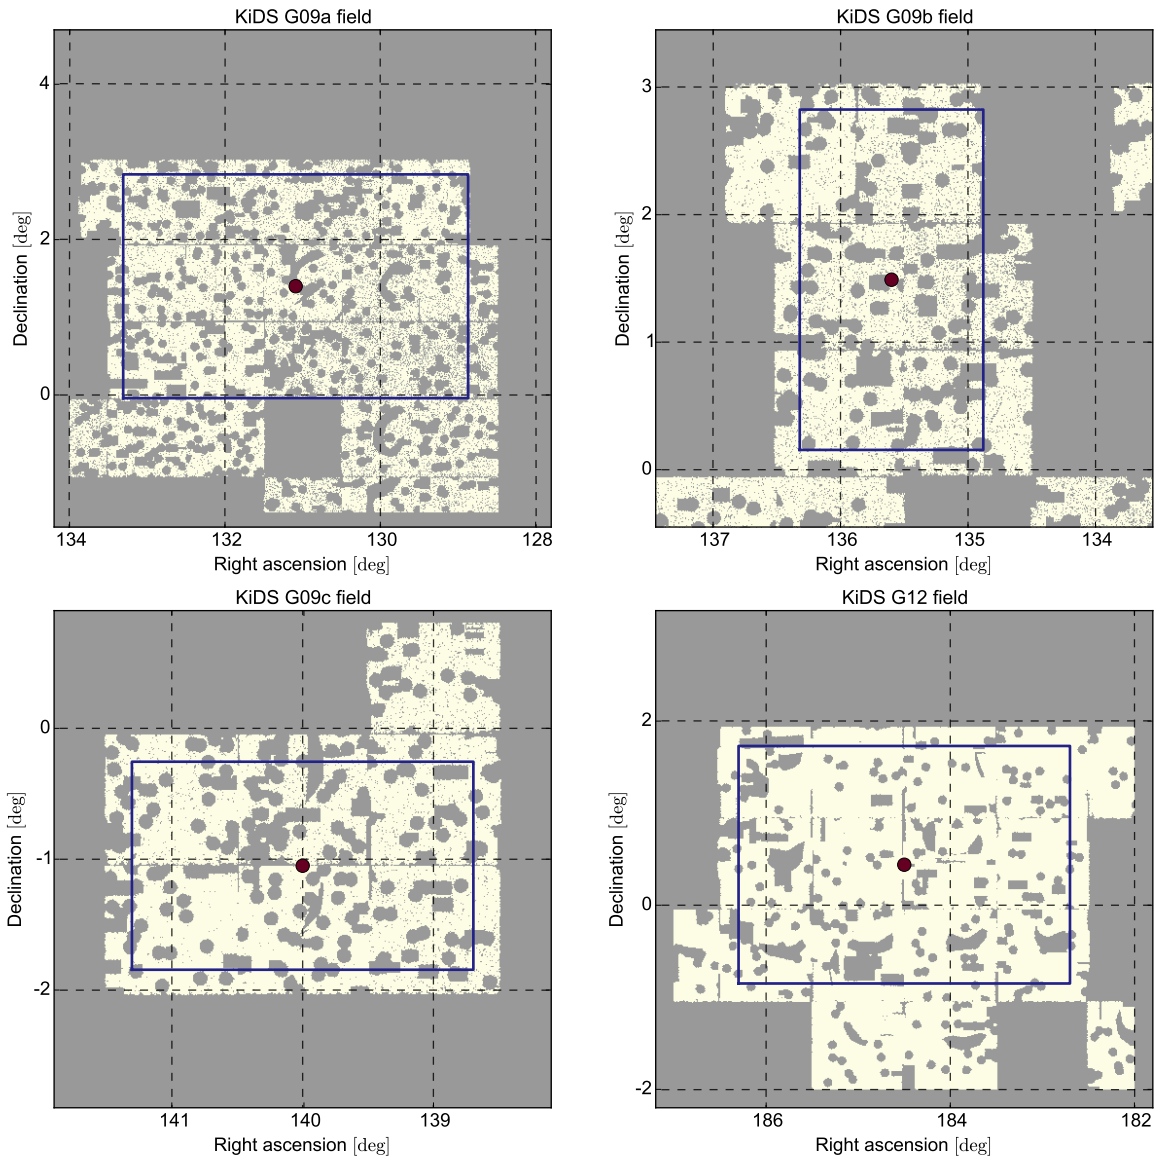 KiDS G09a field
4
2
0
Declination [deg]
134 132 130 128
Right ascension [deg]
KiDS G09b field
3
2
1
0
Declination [deg]
137 136 135 134
Right ascension [deg]
KiDS G09c field
0
-1
-2
Declination [deg]
141 140 139
Right ascension [deg]
KiDS G12 field
2
1
0
-2
Declination [deg]
186 184 182
Right ascension [deg]